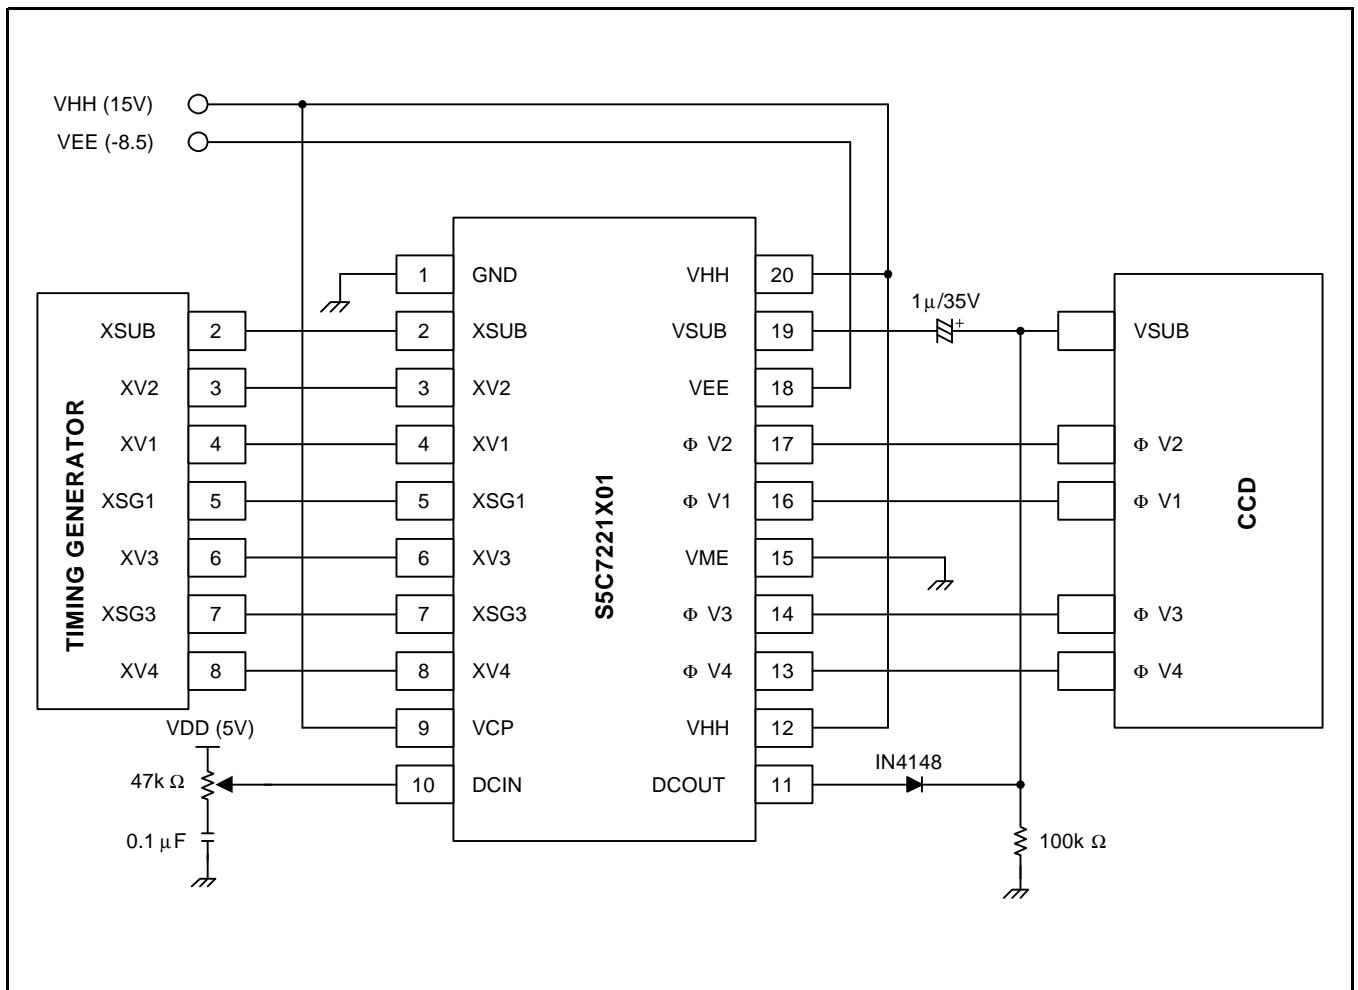 VHH (15V)
VEE (-8.5)
1 GND VHH 20
1μ/35V
+
XSUB 2 2 XSUB VSUB 19 VSUB
XV2 3 3 XV2 VEE 18
XV1 4 4 XV1 Φ V2 17 Φ V2
XSG1 5 5 XSG1 Φ V1 16 Φ V1
XV3 6 6 XV3 VME 15
XSG3 7 7 XSG3 Φ V3 14 Φ V3
XV4 8 8 XV4 Φ V4 13 Φ V4
TIMING GENERATOR
S5C7221X01
CCD
VDD (5V)
9 VCP VHH 12
IN4148
47k Ω
10 DCIN DCOUT 11
0.1 μF
100k Ω